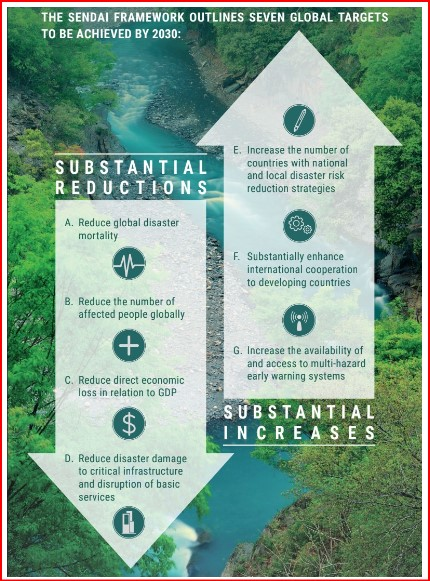 THE SENDAI FRAMEWORK OUTLINES SEVEN GLOBAL TARGETS
TO BE ACHIEVED BY 2030:
SUBSTANTIAL
REDUCTIONS
A. Reduce global disaster
mortality
B. Reduce the number of
affected people globally
C. Reduce direct economic
loss in relation to GDP
$
D. Reduce disaster damage
to critical infrastructure
and disruption of basic
services
E. Increase the number of
countries with national
and local disaster risk
reduction strategies
F. Substantially enhance
international cooperation
to developing countries
G. Increase the availability of
and access to multi-hazard
early warning systems
SUBSTANTIAL
INCREASES